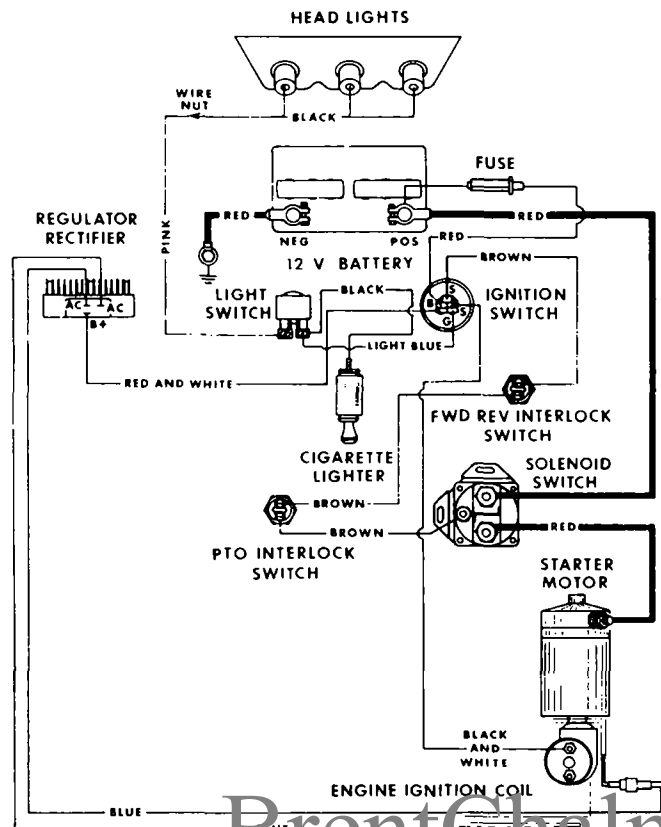 HEAD LIGHTS
WIRE
NUT
BLACK
FUSE
REGULATOR
RECTIFIER
RED
RED
NEG
POS
RED
PINK
12 V BATTERY
BROWN
LIGHT
SWITCH
BLACK
IGNITION
SWITCH
S
B
S
G
AC
AC
B+
LIGHT BLUE
RED AND WHITE
FWD REV INTERLOCK
SWITCH
CIGARETTE
LIGHTER
SOLENOID
SWITCH
BROWN
BROWN
RED
PTO INTERLOCK
SWITCH
STARTER
MOTOR
BLACK
AND
WHITE
ENGINE IGNITION COIL
BLUE